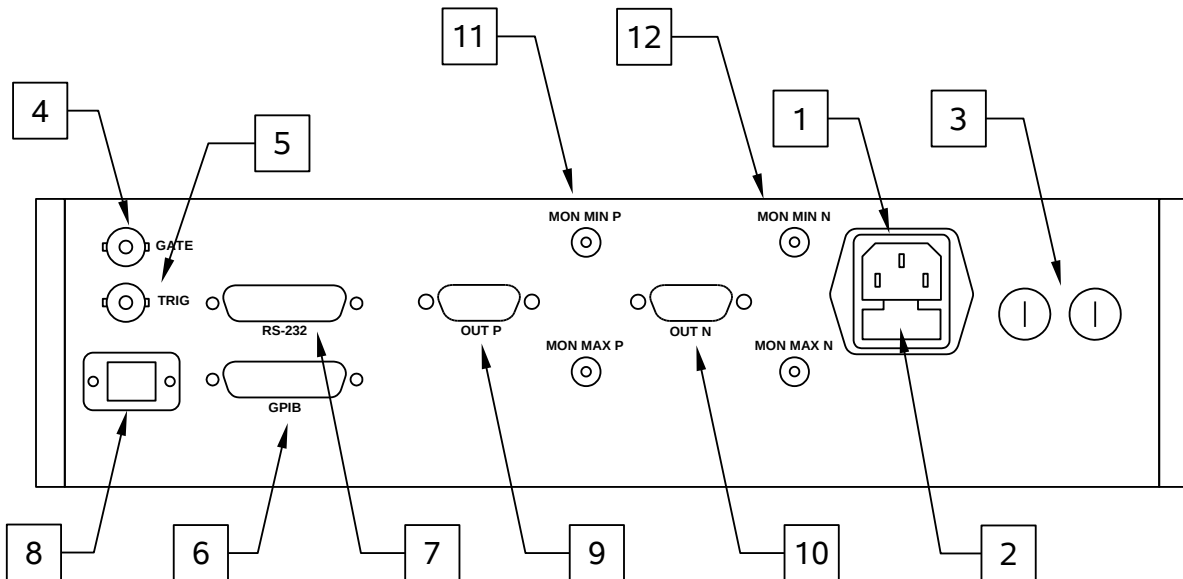 11
12
4
1
3
5
MON MIN P
MON MIN N
GATE
TRIG
RS-232
OUT P
OUT N
MON MAX P
MON MAX N
GPIB
8
6
7
9
10
2